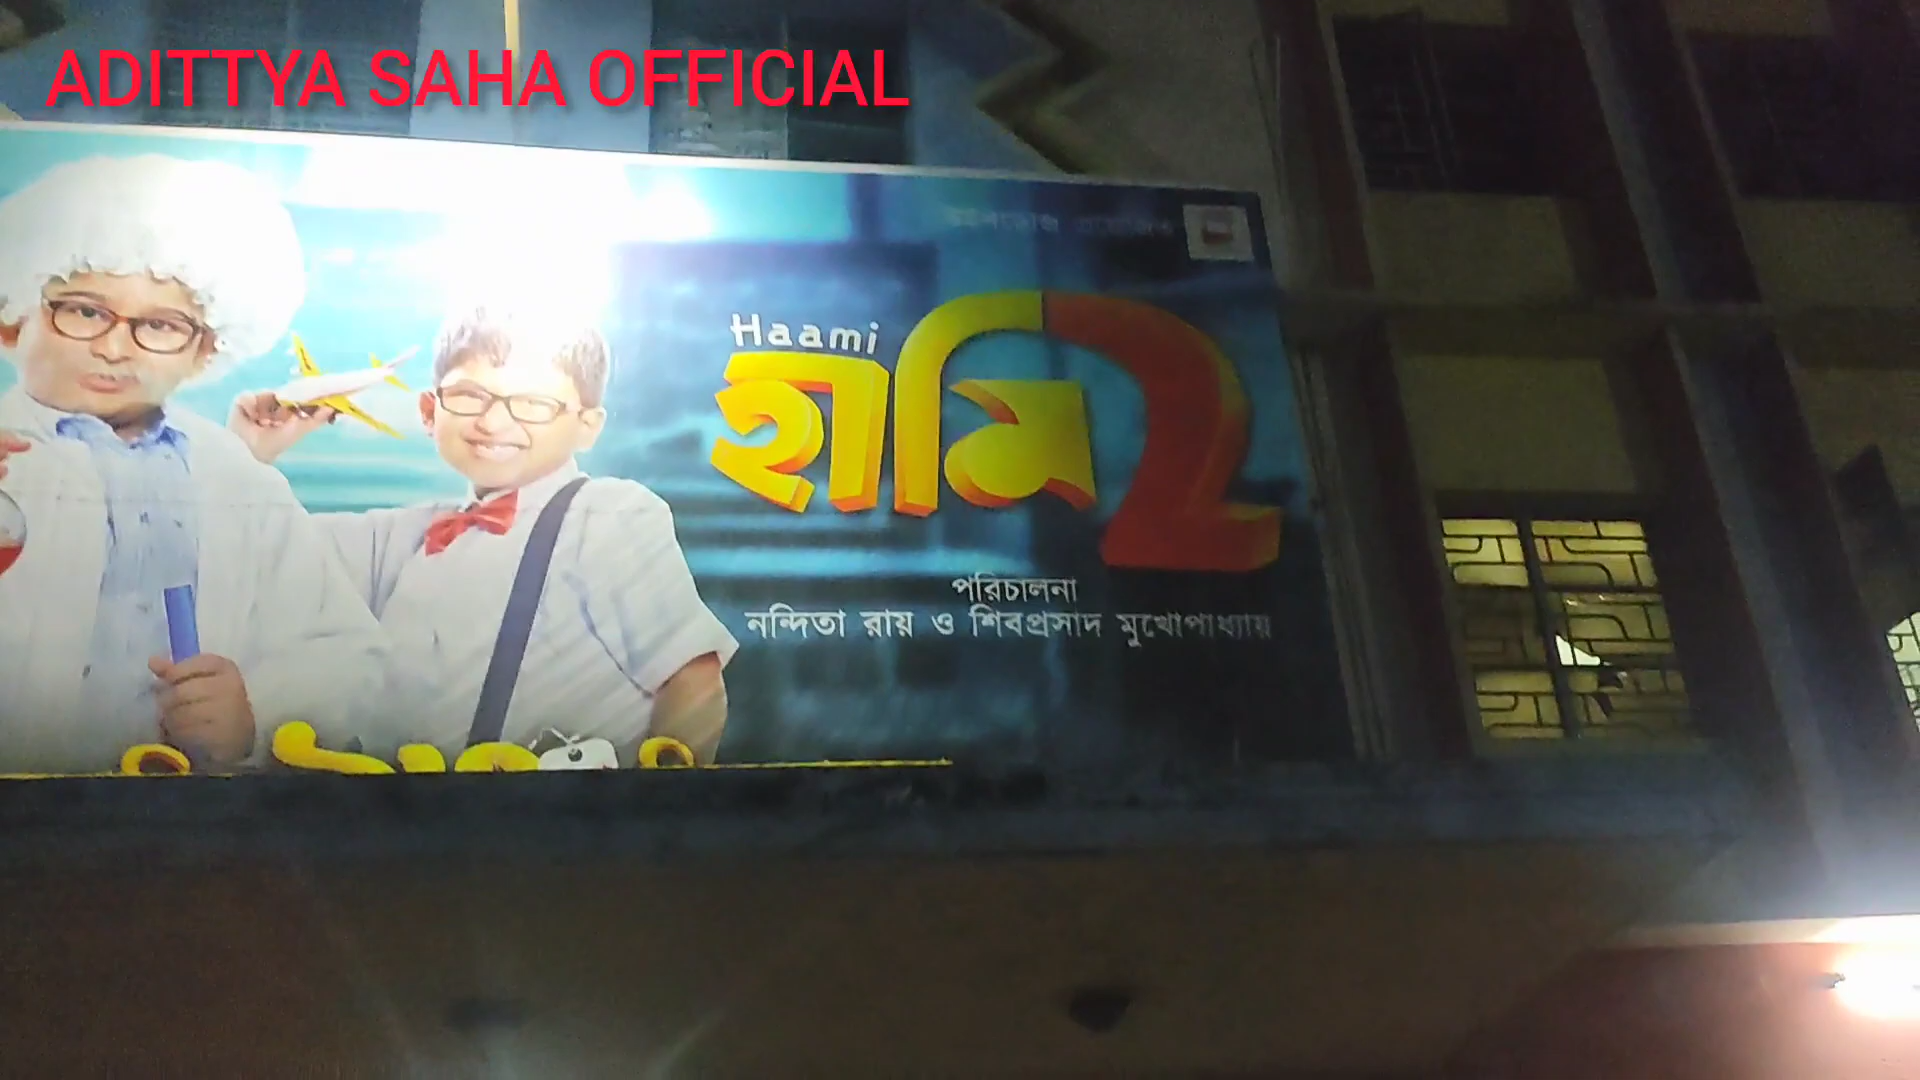 ADITTYA SAHA OFFICIAL
Haami
হামি 2
পরিচালনা
নন্দিতা রায় ও শিবপ্রসাদ মুখোপাধ্যায়